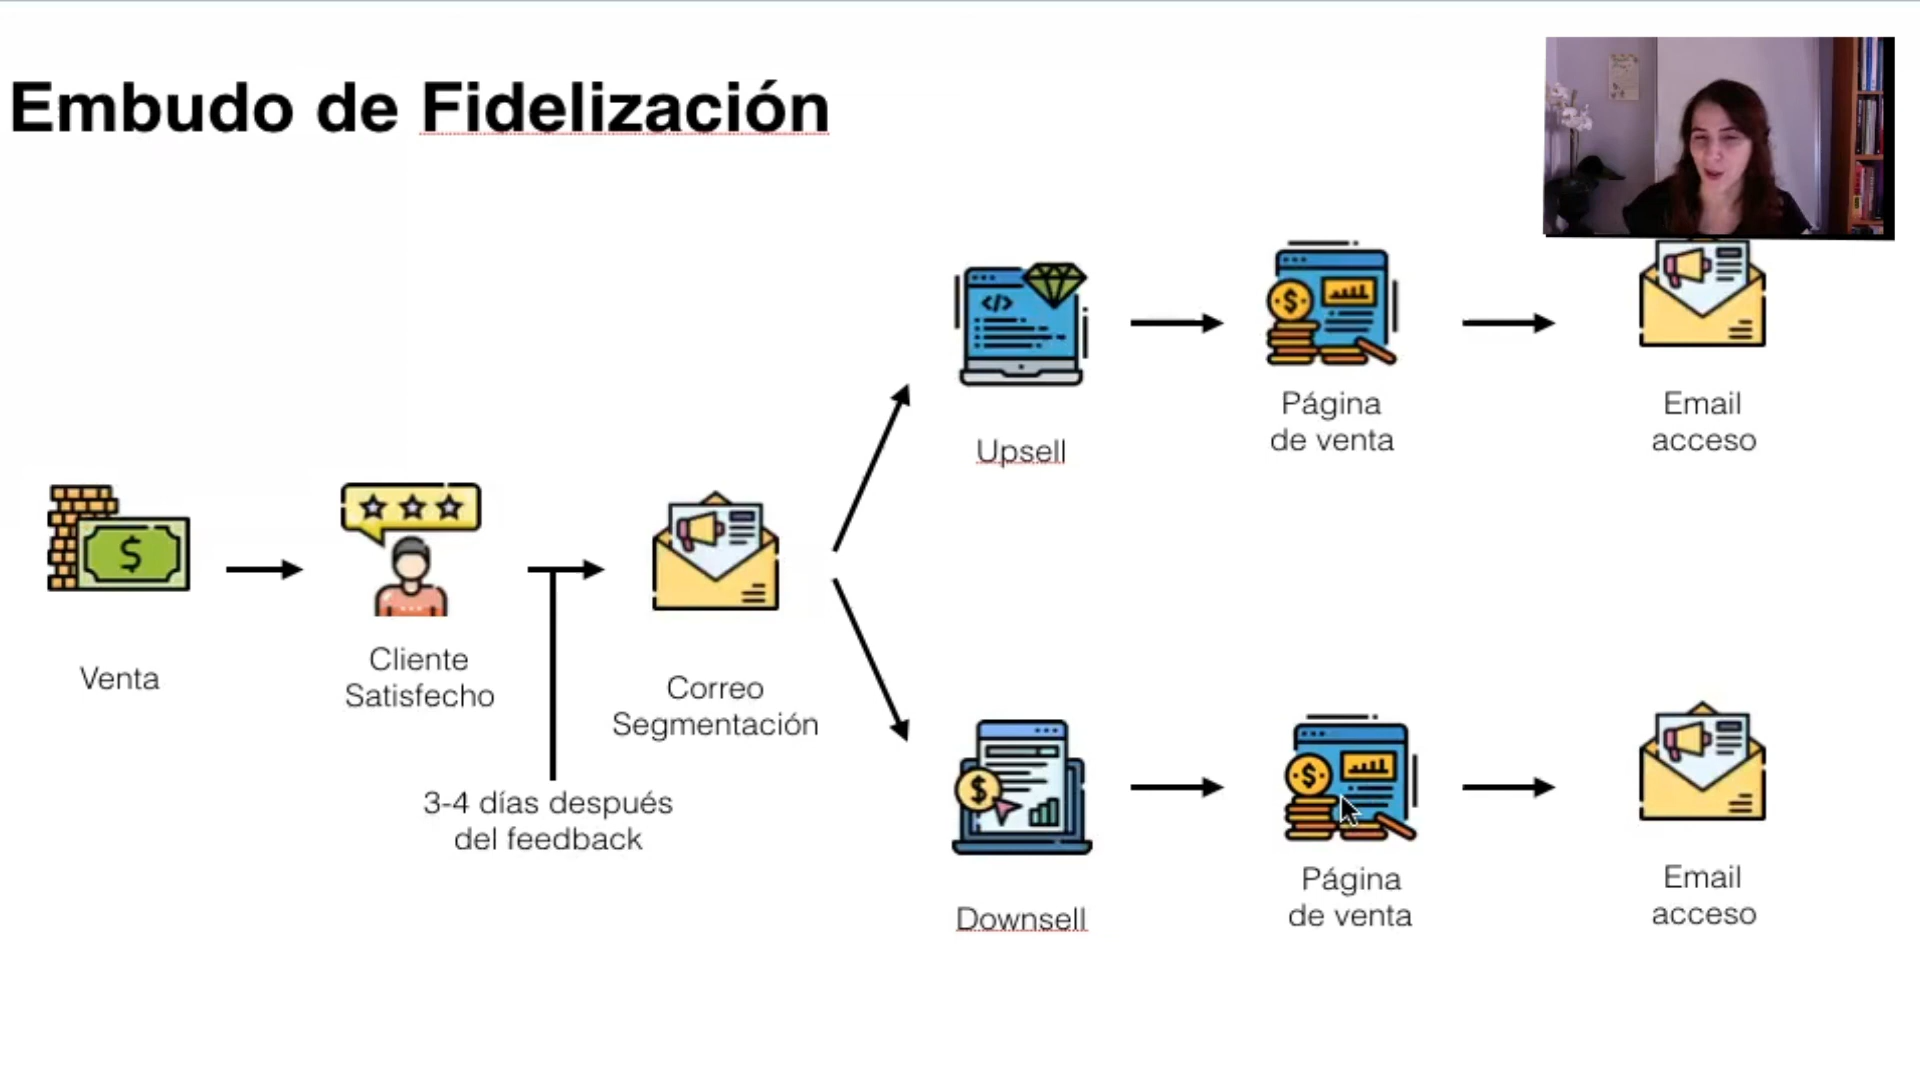 Embudo de Fidelización
Upsell
Página
de venta
Email
acceso
Venta
Cliente
Satisfecho
Correo
Segmentación
3-4 días después
del feedback
Downsell
Página
de venta
Email
acceso